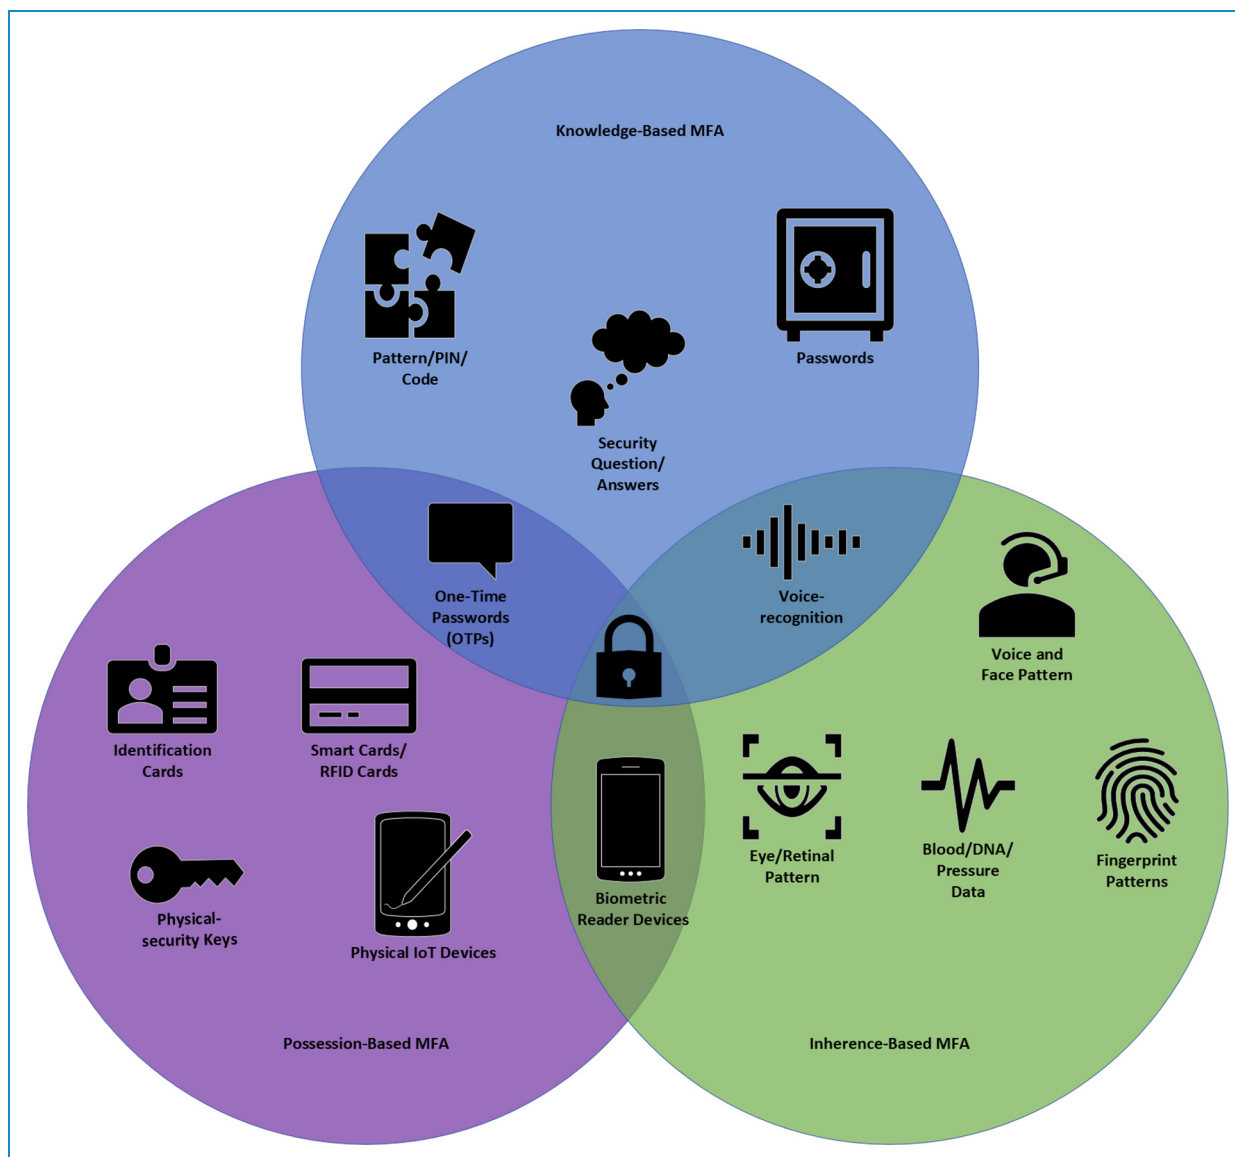 Knowledge-Based MFA
Pattern/PIN/
Code
Passwords
Security
Question/
Answers
One-Time
Passwords
(OTPs)
Voice-
recognition
Voice and
Face Pattern
Identification
Cards
Smart Cards/
RFID Cards
Eye/Retinal
Pattern
Blood/DNA/
Pressure
Data
Fingerprint
Patterns
Biometric
Reader Devices
Physical-
security Keys
Physical IoT Devices
Possession-Based MFA
Inherence-Based MFA